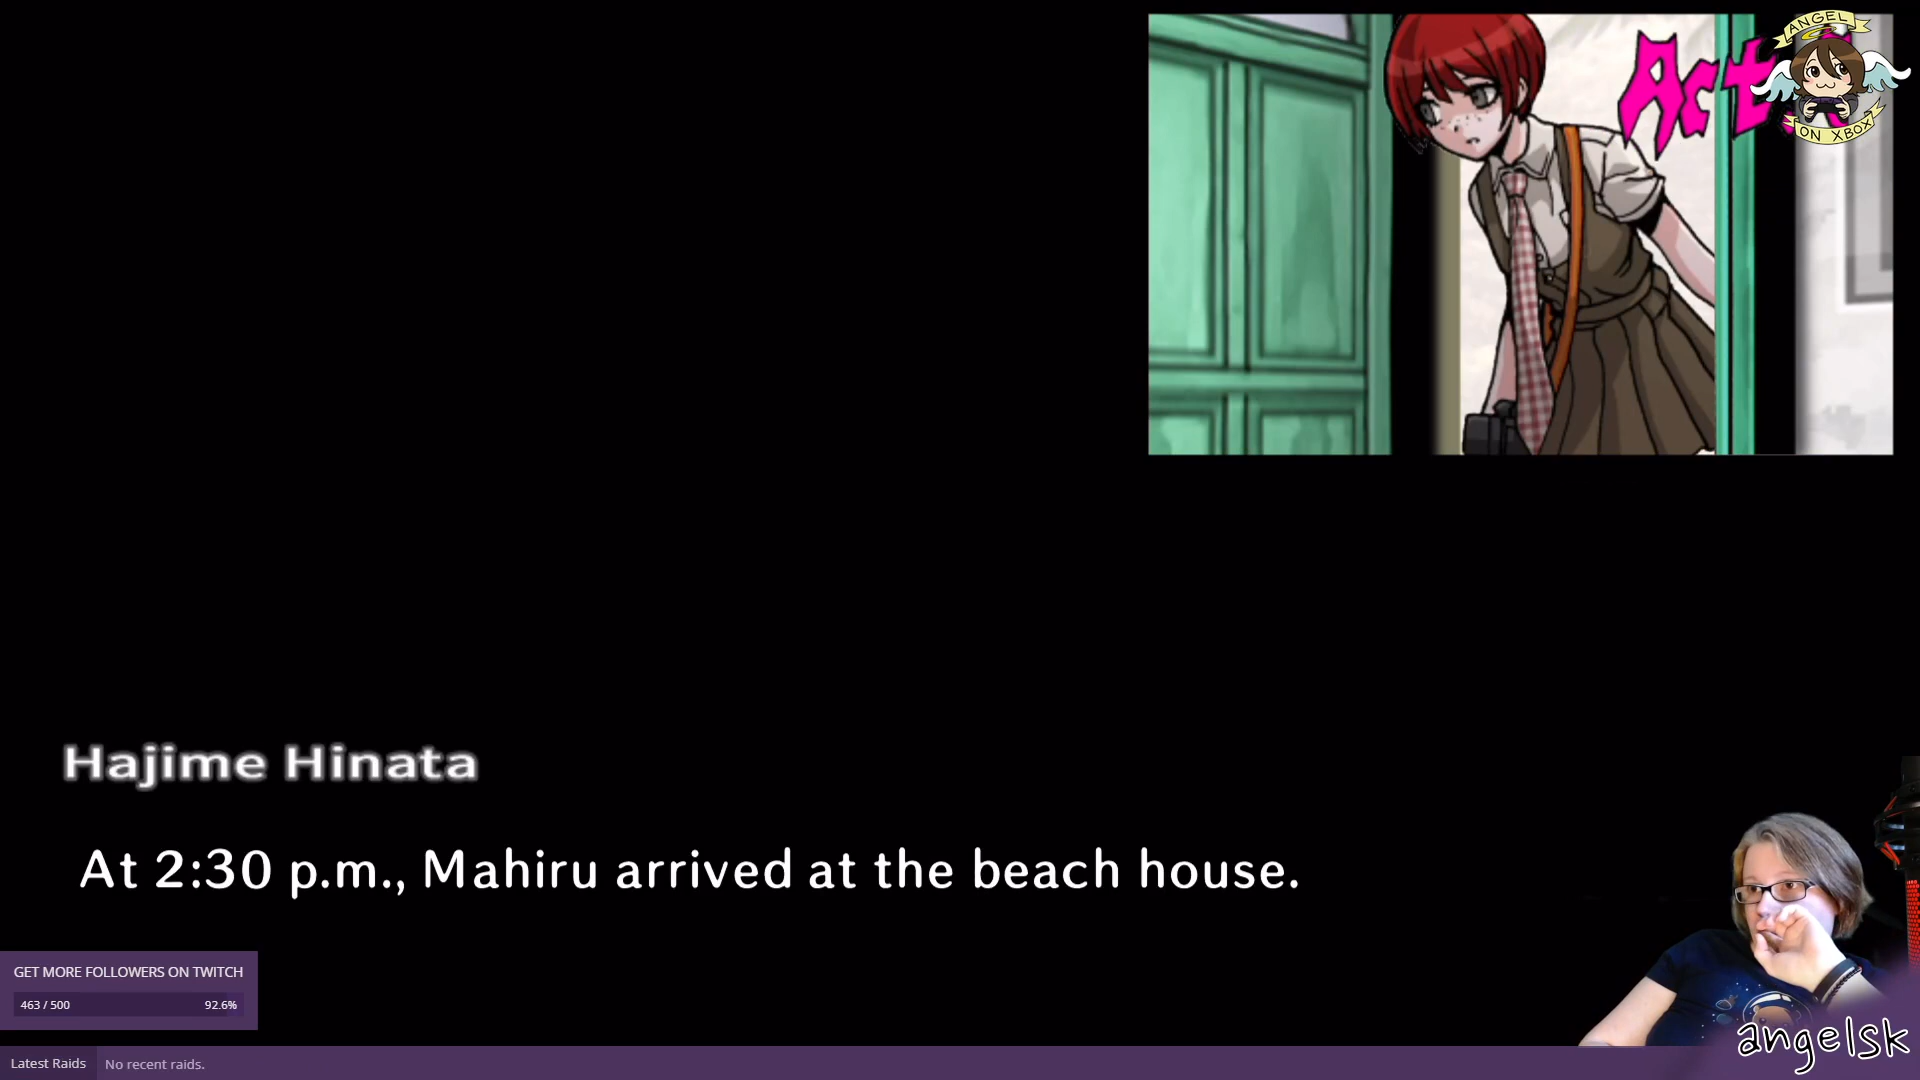 ANGEL
Act
ON XBOX
Hajime Hinata
At 2:30 p.m., Mahiru arrived at the beach house.
GET MORE FOLLOWERS ON TWITCH
463 / 500 92.6%
Latest Raids No recent raids.
angelsk